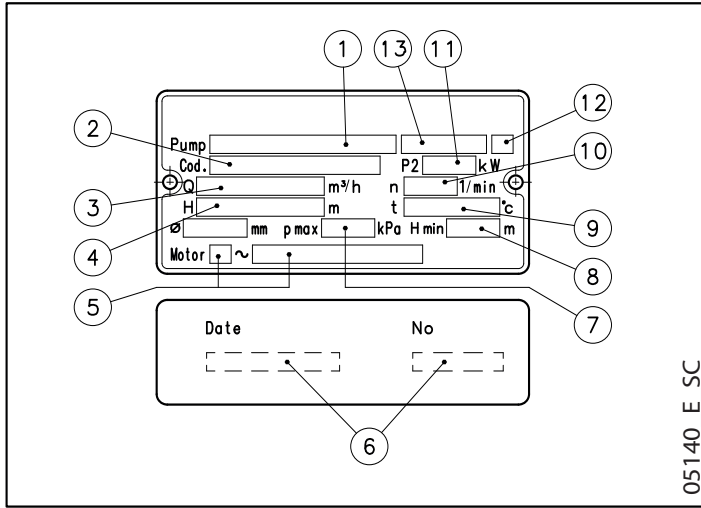 1 13 11
2 12
Pump
Cod. P2 kW 10
Q m³/h n 1/min
3
H m t °c 9
ø mm p max kPa H min m
4
Motor ~ 8
5 7
Date No
6
05140 E SC